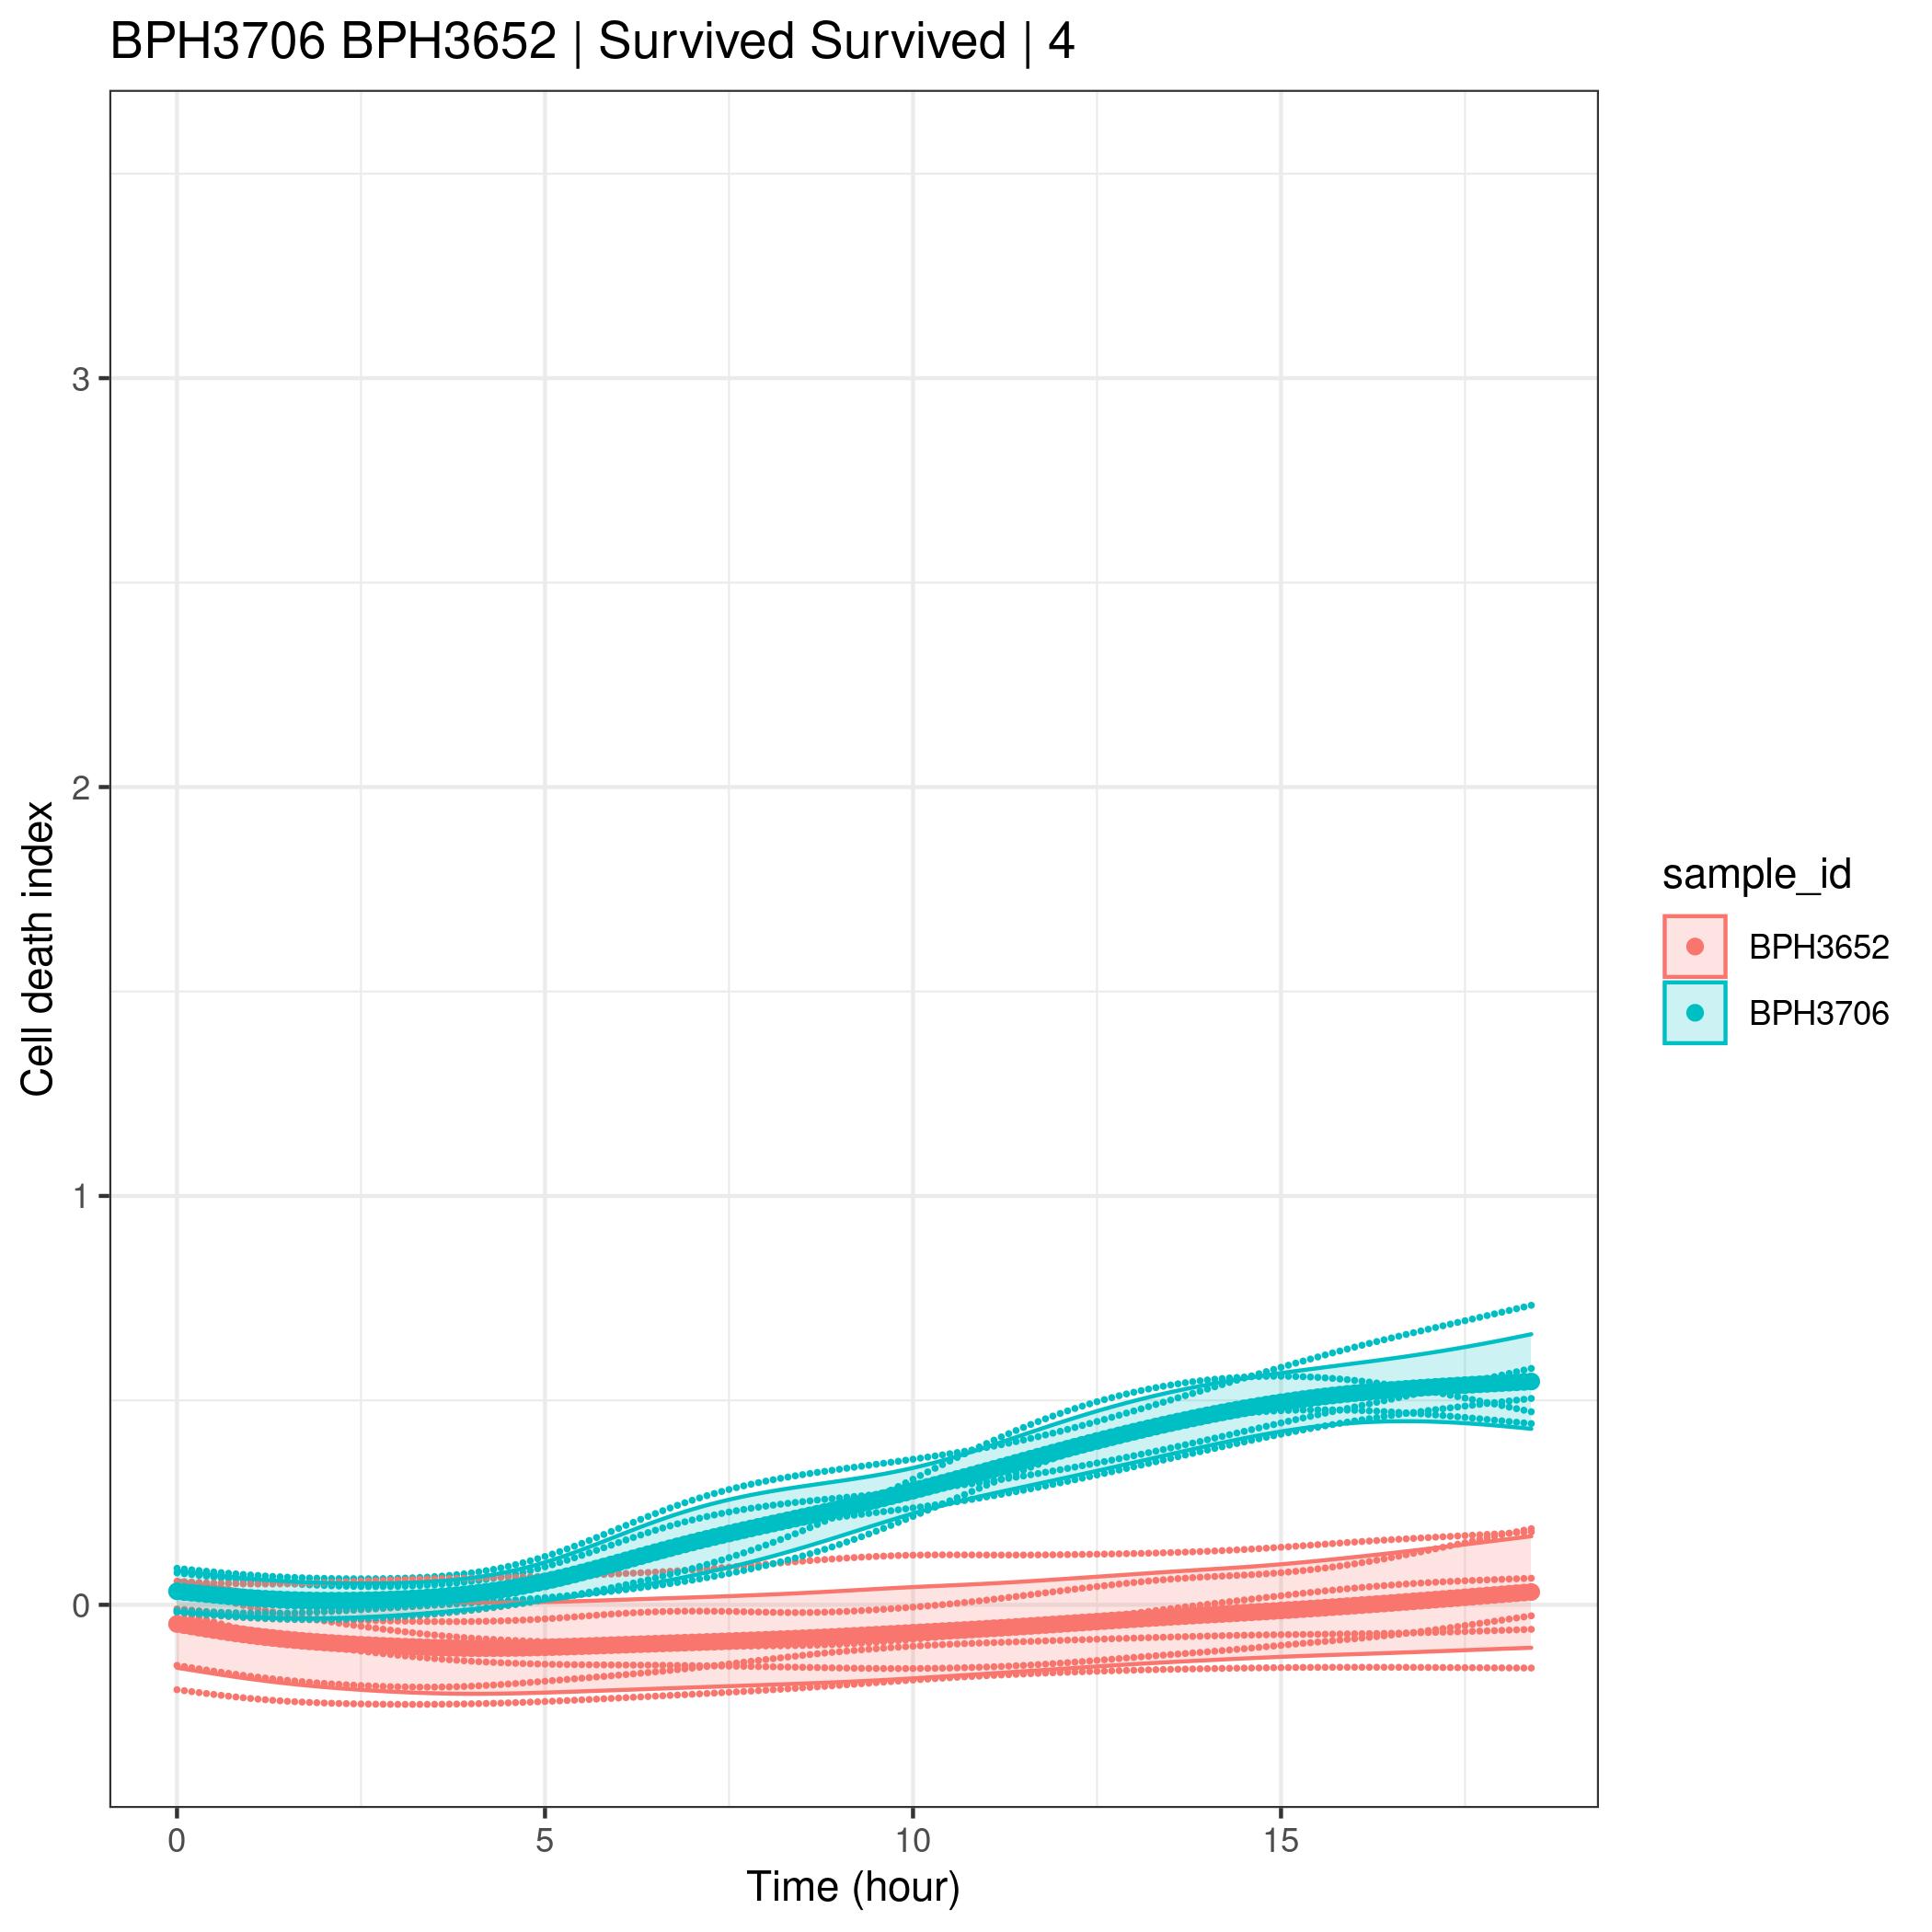 BPH3706 BPH3652 | Survived Survived | 4
3
2
1
0
Cell death index
0 5 10 15
Time (hour)
sample_id
BPH3652
BPH3706